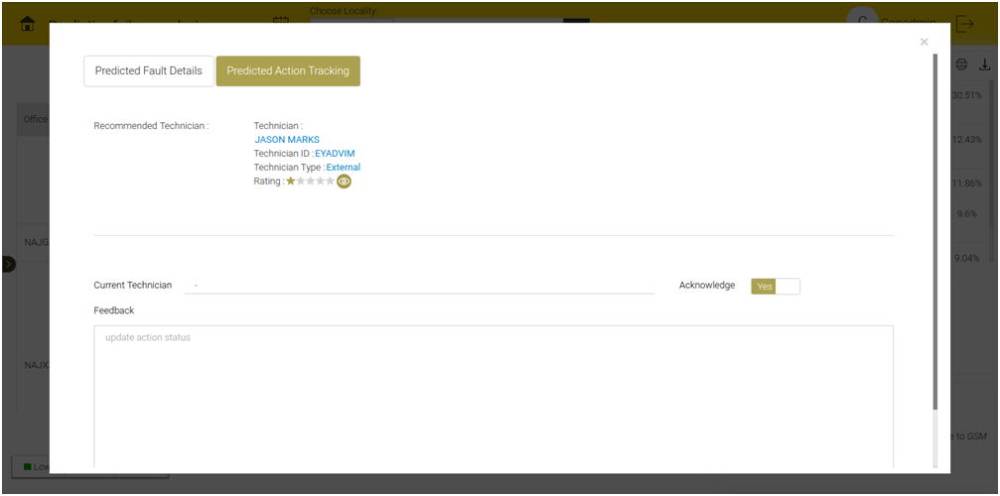 Choose Locality:
30.51%
Predicted Fault Details
Predicted Action Tracking
Office
12.43%
11.86%
9.6%
9.04%
Recommended Technician :
Technician :
JASON MARKS
Technician ID :EYADVIM
Technician Type :External
Rating :
NAJG
Current Technician
-
Acknowledge
Yes
Feedback
update action status
NAJX
e to GSM
Low